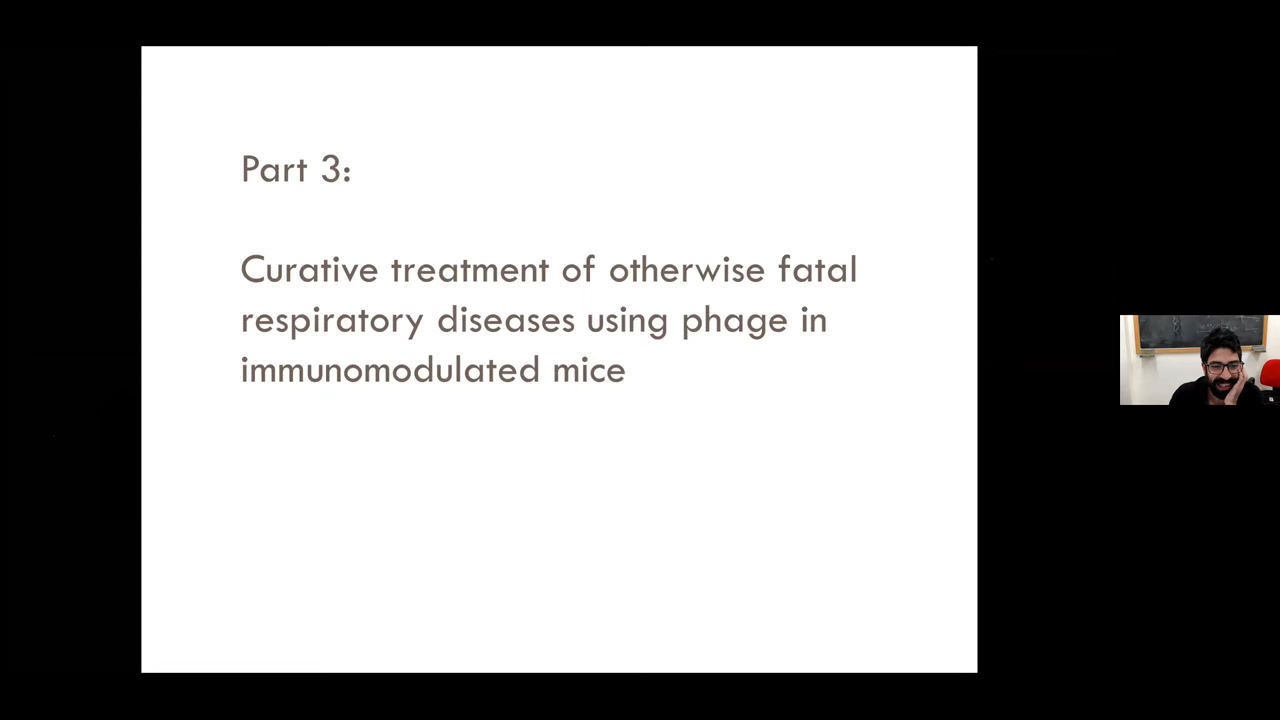 Part 3:
Curative treatment of otherwise fatal
respiratory diseases using phage in
immunomodulated mice